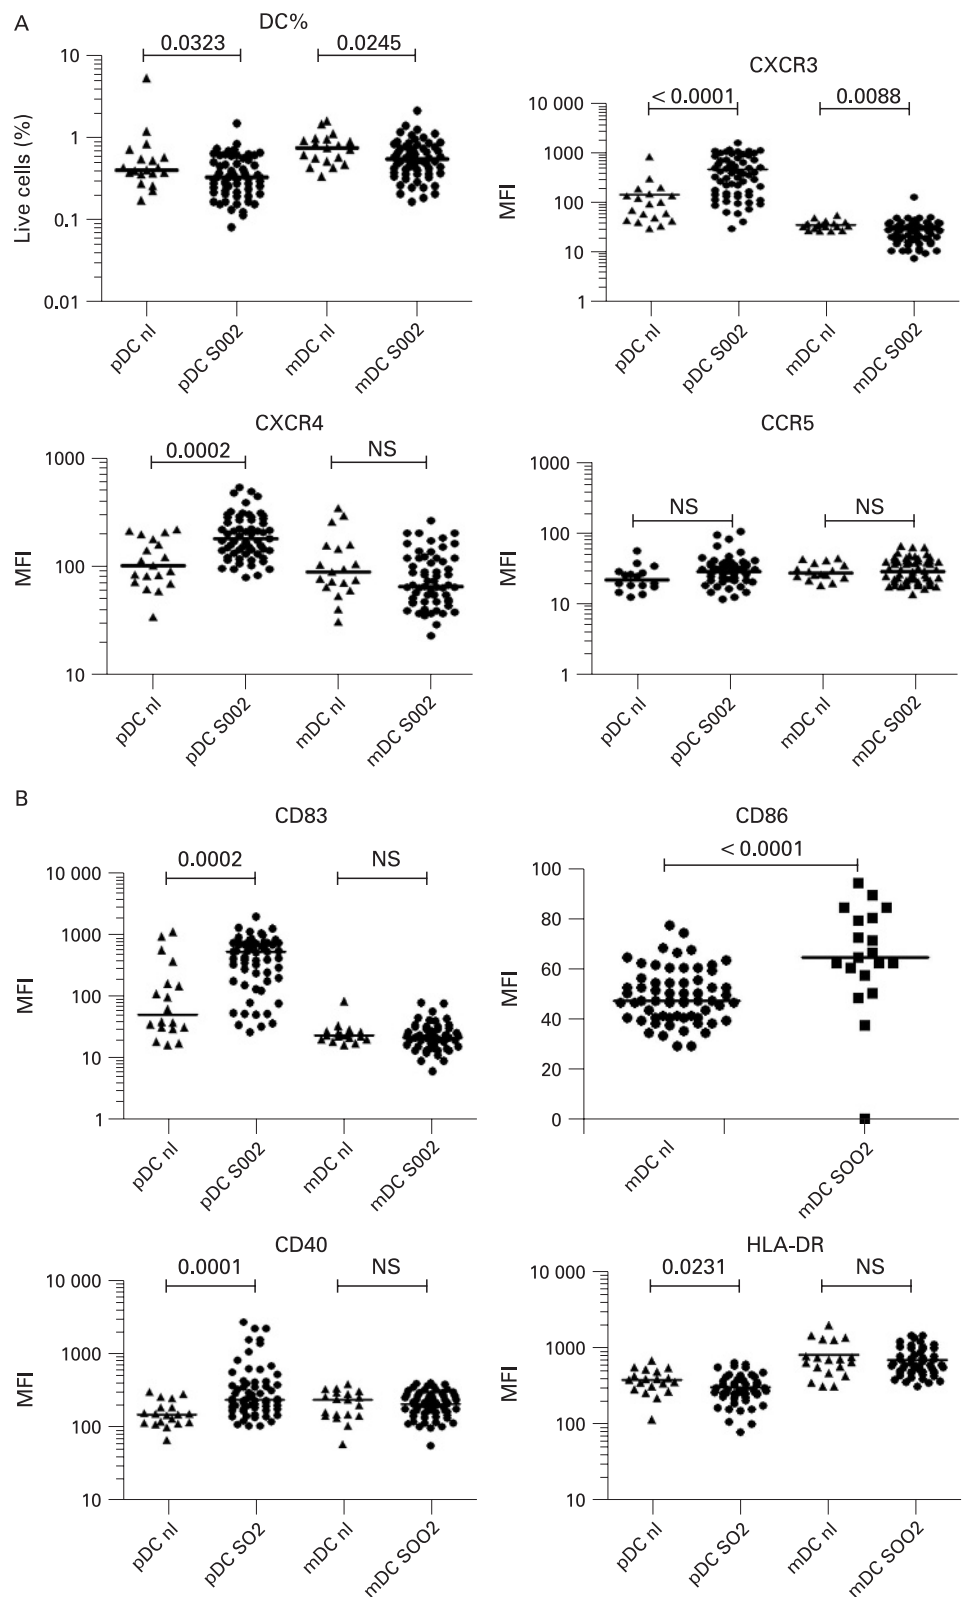 A
DC%
0.0323
0.0245
10
1
0.1
0.01
Live cells (%)
pDC nl
pDC S002
mDC nl
mDC S002
CXCR3
< 0.0001
0.0088
10 000
1000
100
10
1
MFI
pDC nl
pDC S002
mDC nl
mDC S002
CXCR4
0.0002
NS
1000
100
10
MFI
pDC nl
pDC S002
mDC nl
mDC S002
CCR5
NS
NS
1000
100
10
1
MFI
pDC nl
pDC S002
mDC nl
mDC S002
B
CD83
0.0002
NS
10 000
1000
100
10
1
MFI
pDC nl
pDC S002
mDC nl
mDC S002
CD86
< 0.0001
100
80
60
40
20
0
MFI
mDC nl
mDC SOO2
CD40
0.0001
NS
10 000
1000
100
10
MFI
pDC nl
pDC SO2
mDC nl
mDC SOO2
HLA-DR
0.0231
NS
10 000
1000
100
10
MFI
pDC nl
pDC SO2
mDC nl
mDC SOO2